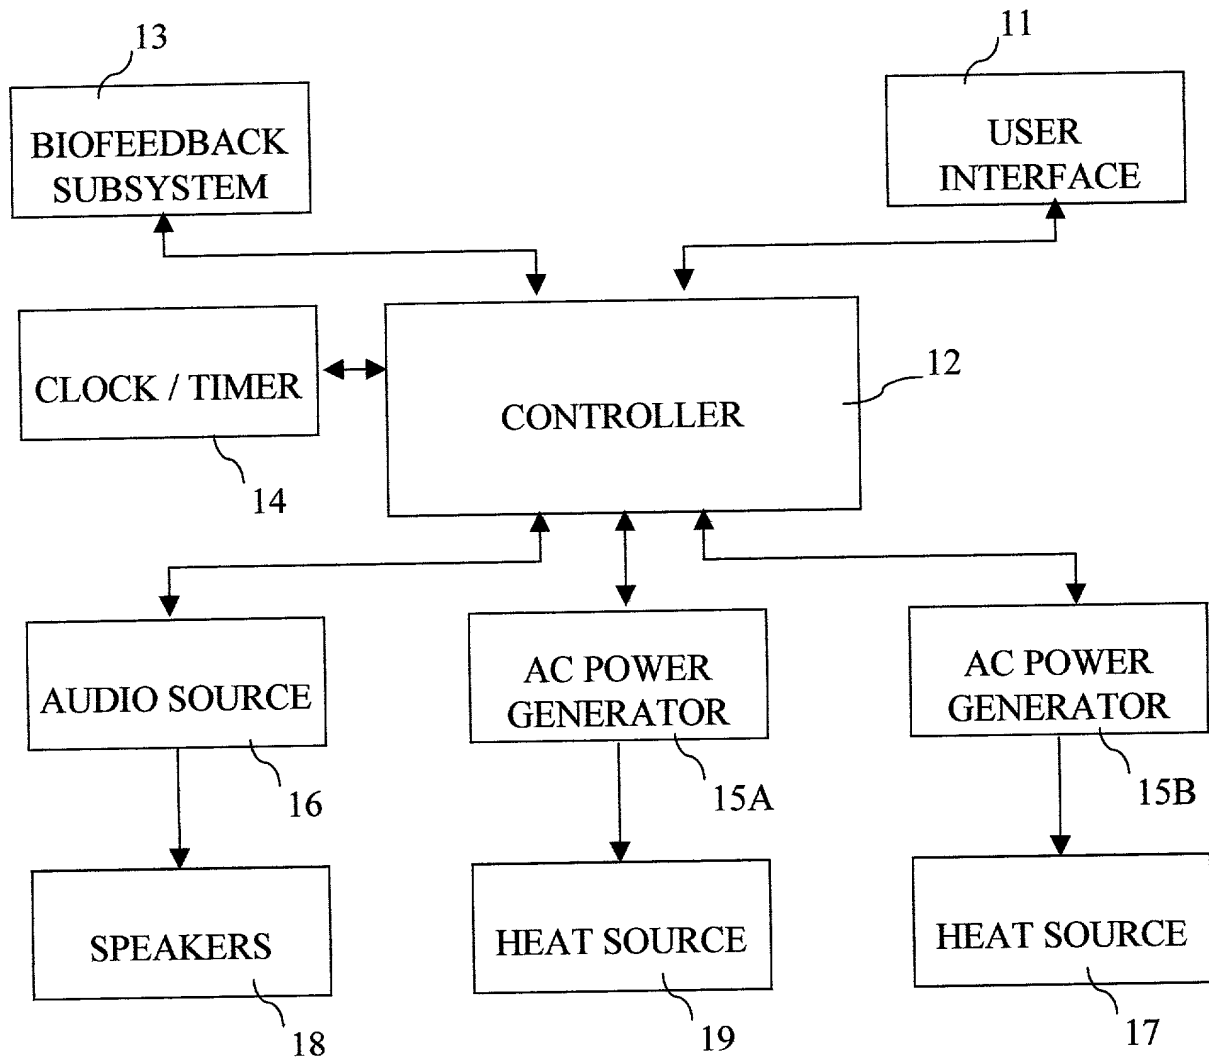 13
11
BIOFEEDBACK
SUBSYSTEM
USER
INTERFACE
CLOCK / TIMER
14
CONTROLLER
12
AUDIO SOURCE
16
AC POWER
GENERATOR
15A
AC POWER
GENERATOR
15B
SPEAKERS
18
HEAT SOURCE
19
HEAT SOURCE
17